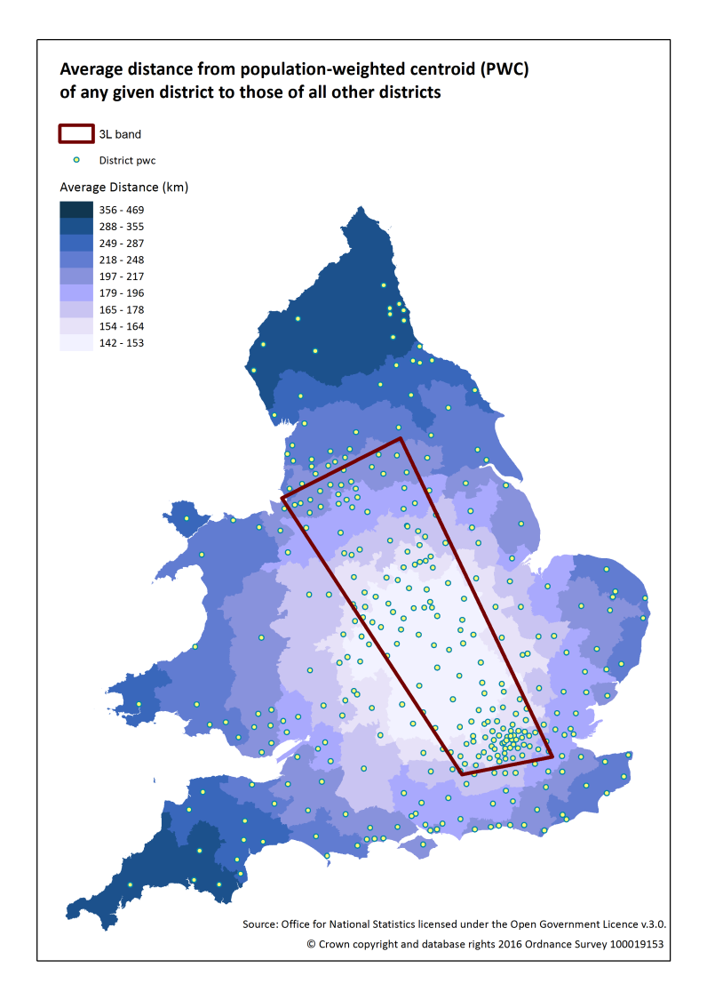 Average distance from population-weighted centroid (PWC)
of any given district to those of all other districts
3L band
District pwc
Average Distance (km)
356 - 469
288 - 355
249 - 287
218 - 248
197 - 217
179 - 196
165 - 178
154 - 164
142 - 153
Source: Office for National Statistics licensed under the Open Government Licence v.3.0.
© Crown copyright and database rights 2016 Ordnance Survey 100019153